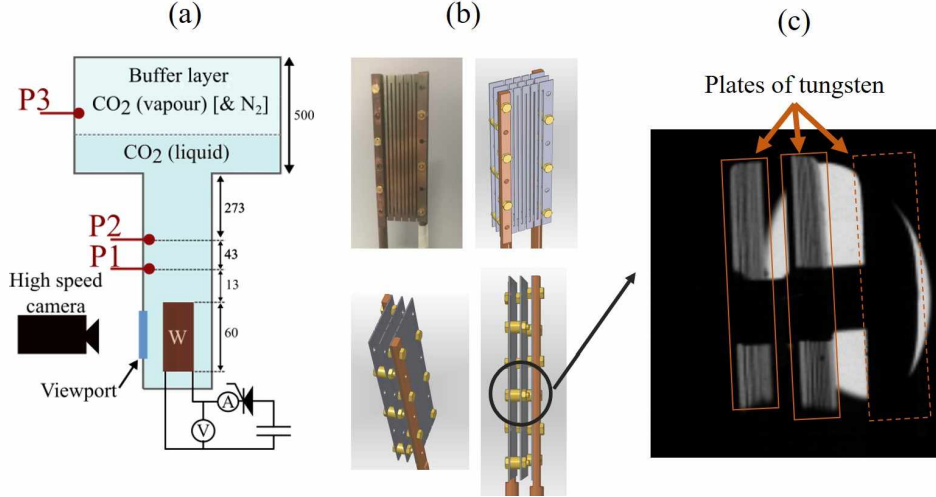 (a)
Buffer layer
CO2 (vapour) [& N2]
P3
500
CO2 (liquid)
273
P2
43
P1
13
High speed
camera
W
60
Viewport
A
V
(b)
(c)
Plates of tungsten